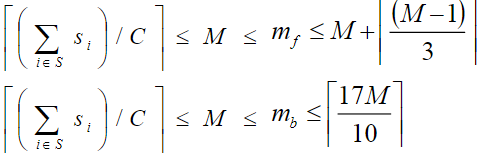 ⌈(∑_{i∈S} s_i) / C⌉ ≤ M ≤ m_f ≤ M + |(M−1)/3|
⌈(∑_{i∈S} s_i) / C⌉ ≤ M ≤ m_b ≤ ⌈17M/10⌉